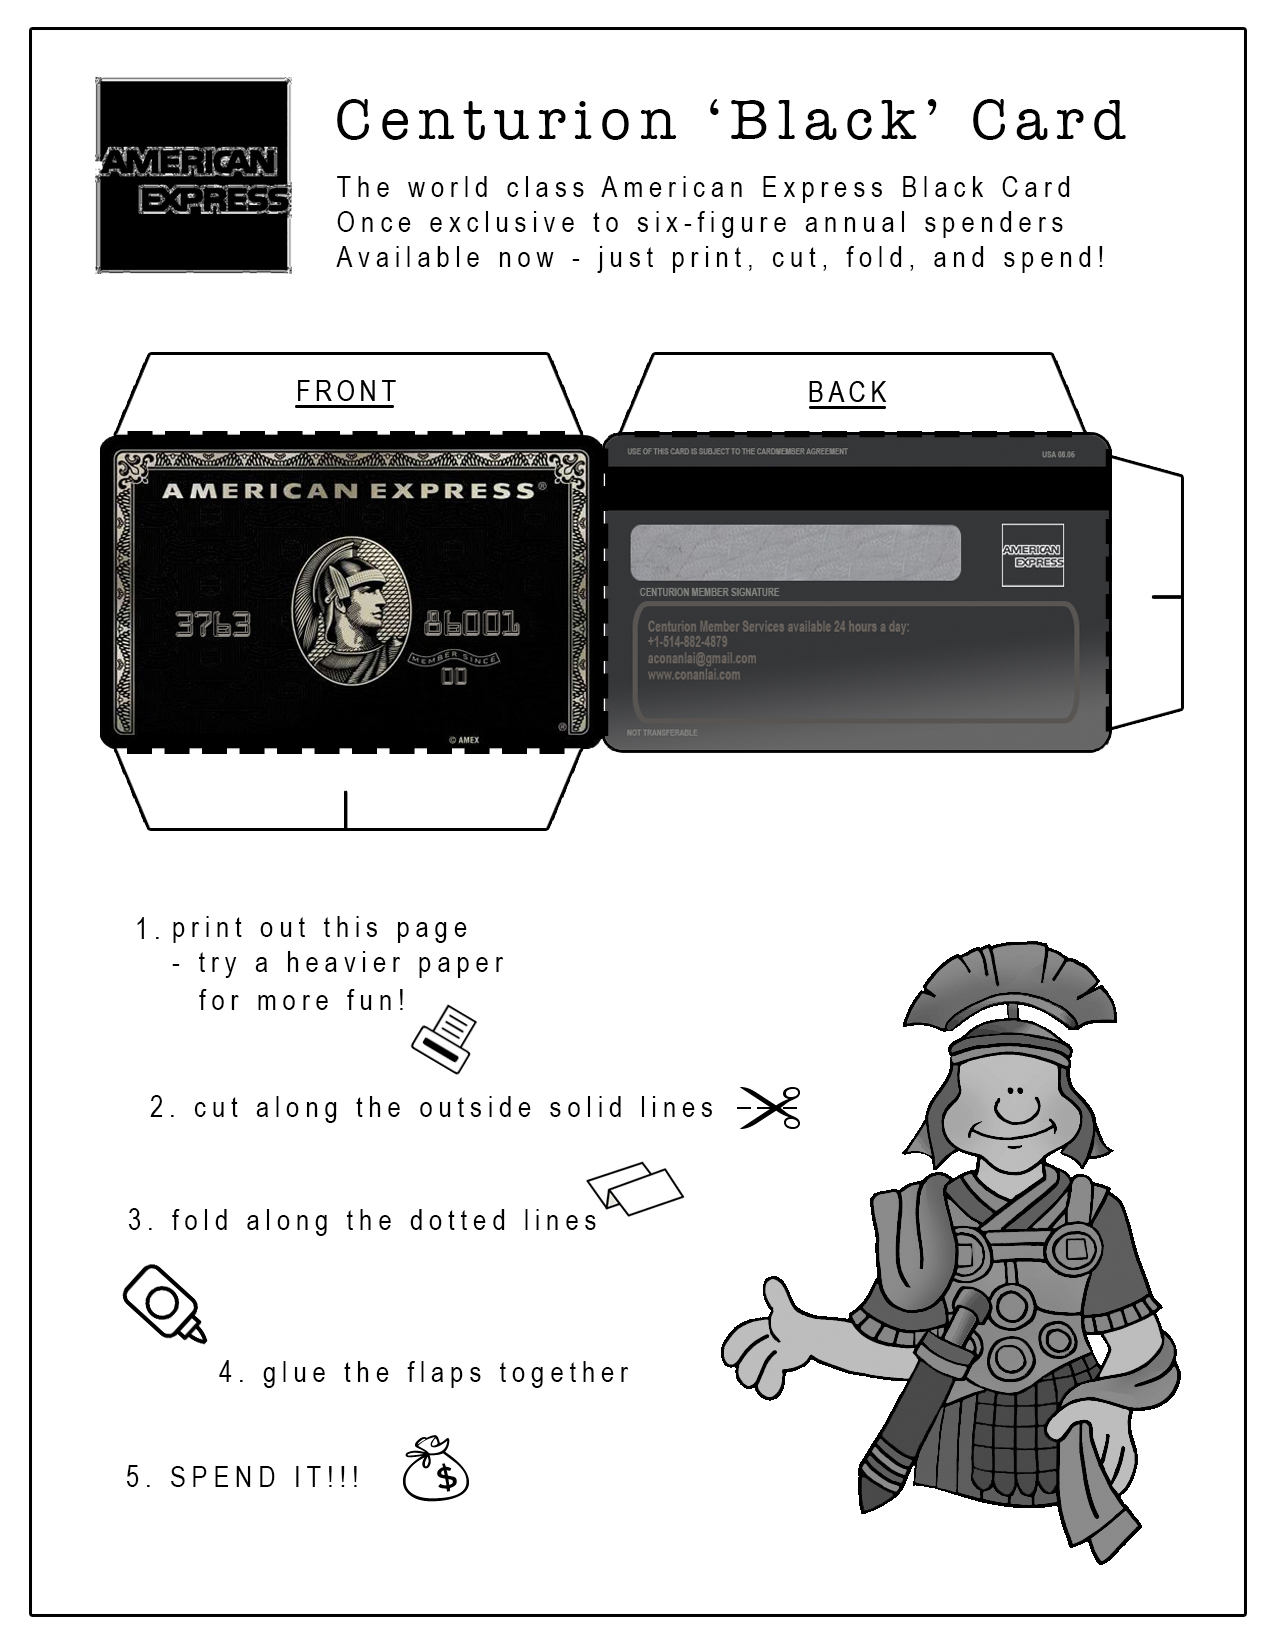 AMERICAN
EXPRESS
Centurion ‘Black’ Card
The world class American Express Black Card
Once exclusive to six-figure annual spenders
Available now - just print, cut, fold, and spend!
FRONT
AMERICAN EXPRESS®
3763 86001
MEMBER SINCE
00
®
© AMEX
BACK
USE OF THIS CARD IS SUBJECT TO THE CARDMEMBER AGREEMENT
USA 08.06
AMERICAN
EXPRESS
CENTURION MEMBER SIGNATURE
Centurion Member Services available 24 hours a day:
+1-514-882-4879
aconanlai@gmail.com
www.conanlai.com
NOT TRANSFERABLE
1. print out this page
- try a heavier paper
for more fun!
2. cut along the outside solid lines
3. fold along the dotted lines
4. glue the flaps together
5. SPEND IT!!!
$